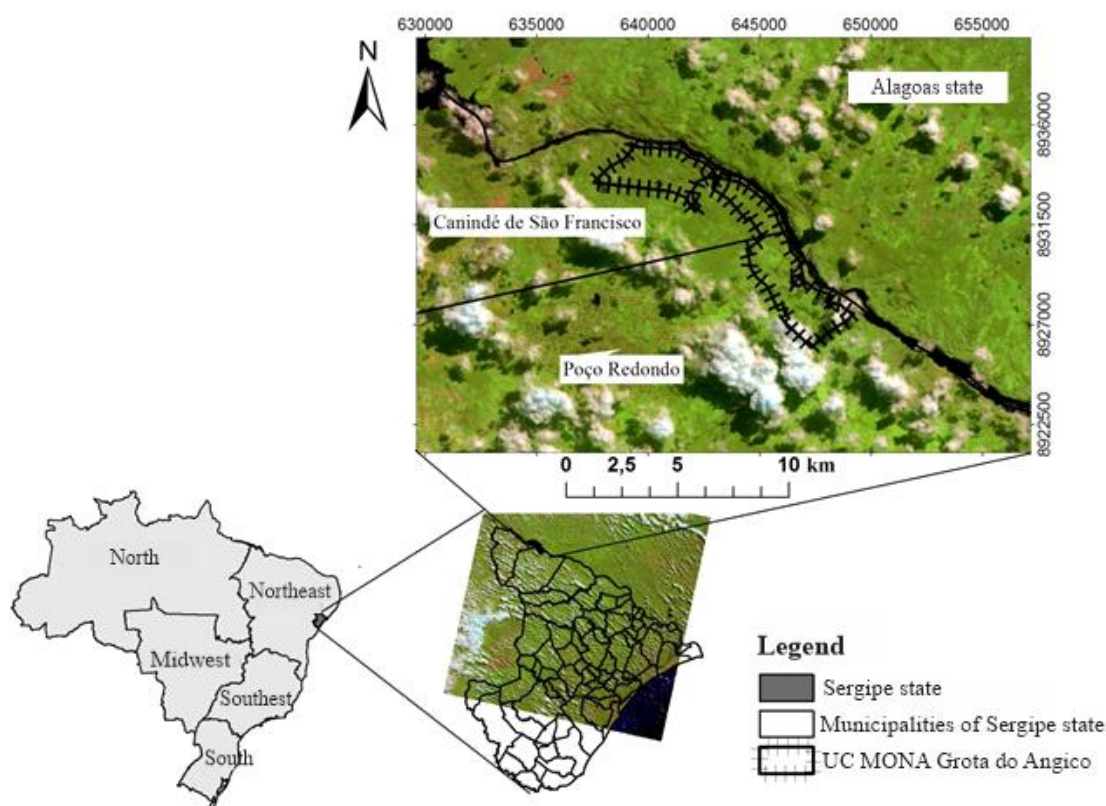 630000 635000 640000 645000 650000 655000
N
Alagoas state
8936000
Canindé de São Francisco
8931500
8927000
Poço Redondo
8922500
0 2,5 5 10 km
North
Northeast
Midwest
Southest
South
Legend
Sergipe state
Municipalities of Sergipe state
UC MONA Grota do Angico